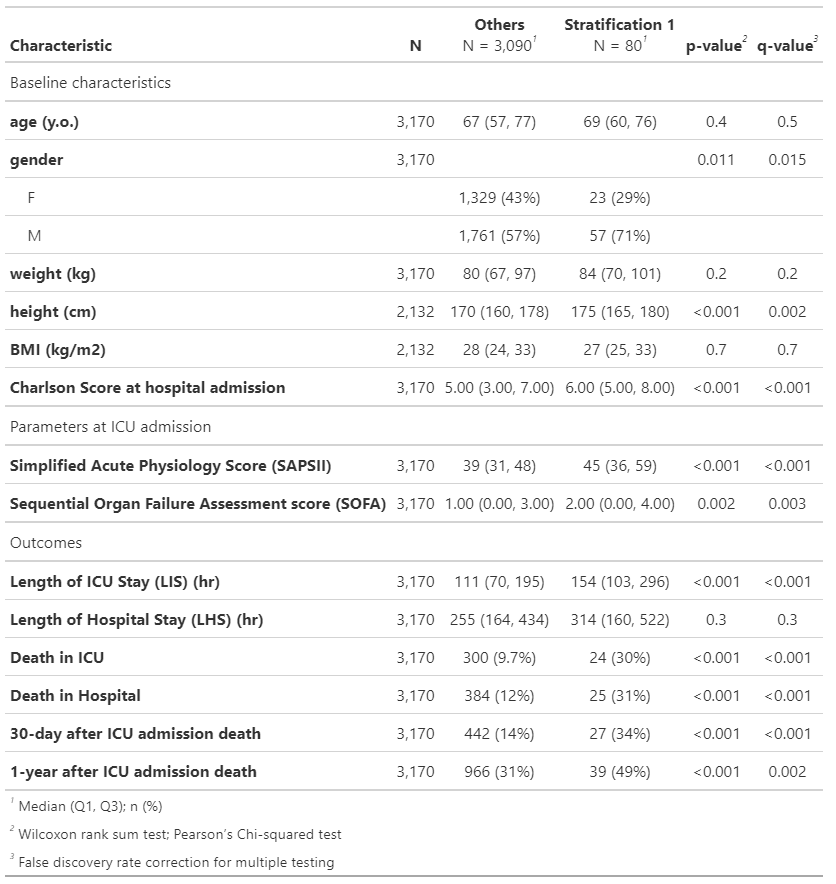 Others Stratification 1
Characteristic N N = 3,090¹ N = 80¹ p-value² q-value³
Baseline characteristics
age (y.o.) 3,170 67 (57, 77) 69 (60, 76) 0.4 0.5
gender 3,170 0.011 0.015
F 1,329 (43%) 23 (29%)
M 1,761 (57%) 57 (71%)
weight (kg) 3,170 80 (67, 97) 84 (70, 101) 0.2 0.2
height (cm) 2,132 170 (160, 178) 175 (165, 180) <0.001 0.002
BMI (kg/m2) 2,132 28 (24, 33) 27 (25, 33) 0.7 0.7
Charlson Score at hospital admission 3,170 5.00 (3.00, 7.00) 6.00 (5.00, 8.00) <0.001 <0.001
Parameters at ICU admission
Simplified Acute Physiology Score (SAPSII) 3,170 39 (31, 48) 45 (36, 59) <0.001 <0.001
Sequential Organ Failure Assessment score (SOFA) 3,170 1.00 (0.00, 3.00) 2.00 (0.00, 4.00) 0.002 0.003
Outcomes
Length of ICU Stay (LIS) (hr) 3,170 111 (70, 195) 154 (103, 296) <0.001 <0.001
Length of Hospital Stay (LHS) (hr) 3,170 255 (164, 434) 314 (160, 522) 0.3 0.3
Death in ICU 3,170 300 (9.7%) 24 (30%) <0.001 <0.001
Death in Hospital 3,170 384 (12%) 25 (31%) <0.001 <0.001
30-day after ICU admission death 3,170 442 (14%) 27 (34%) <0.001 <0.001
1-year after ICU admission death 3,170 966 (31%) 39 (49%) <0.001 0.002
¹ Median (Q1, Q3); n (%)
² Wilcoxon rank sum test; Pearson’s Chi-squared test
³ False discovery rate correction for multiple testing